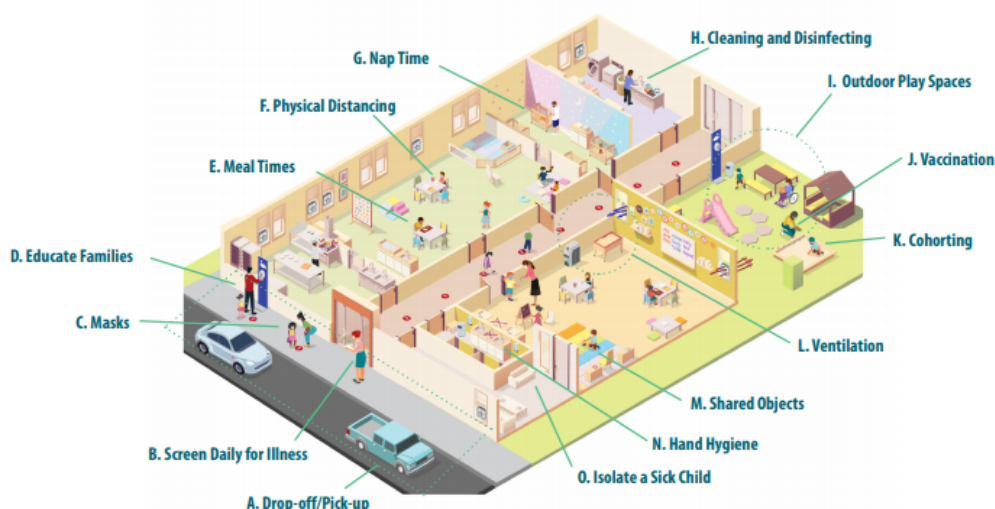 H. Cleaning and Disinfecting
G. Nap Time
I. Outdoor Play Spaces
F. Physical Distancing
J. Vaccination
E. Meal Times
K. Cohorting
D. Educate Families
C. Masks
L. Ventilation
M. Shared Objects
N. Hand Hygiene
B. Screen Daily for Illness
O. Isolate a Sick Child
A. Drop-off/Pick-up